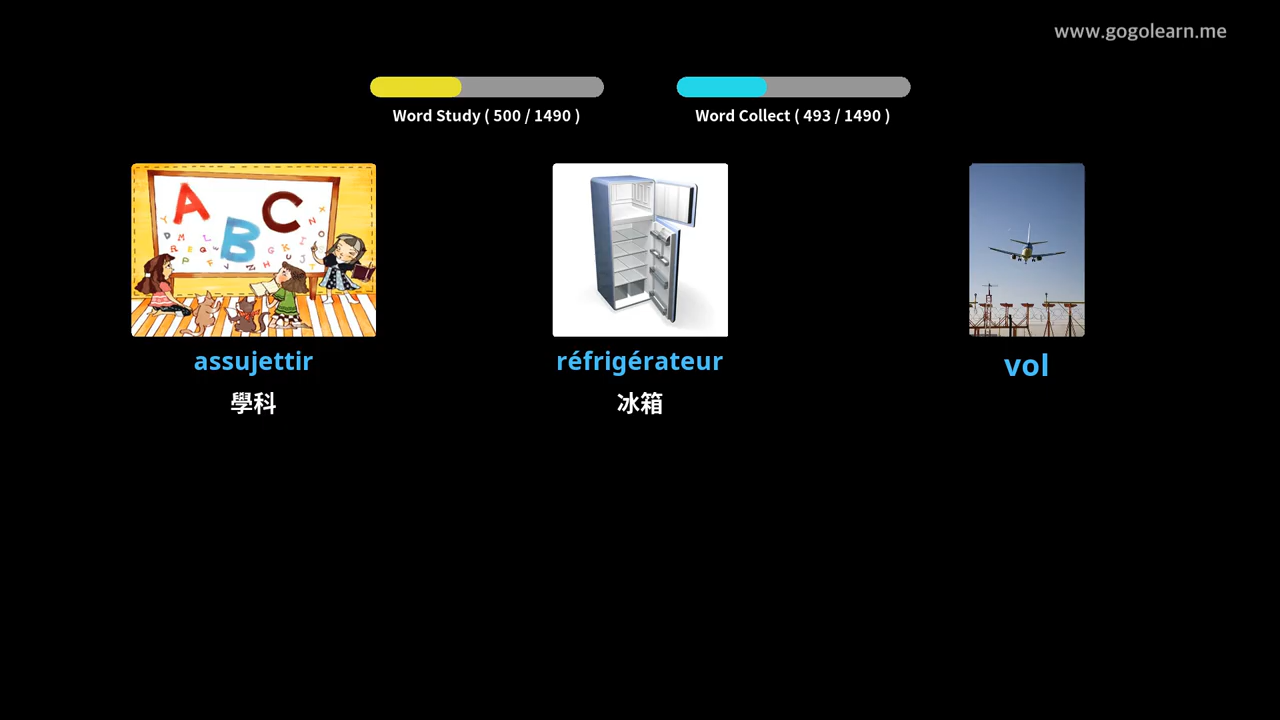 www.gogolearn.me
Word Study ( 500 / 1490 )
Word Collect ( 493 / 1490 )
A B C
assujettir
學科
réfrigérateur
冰箱
vol